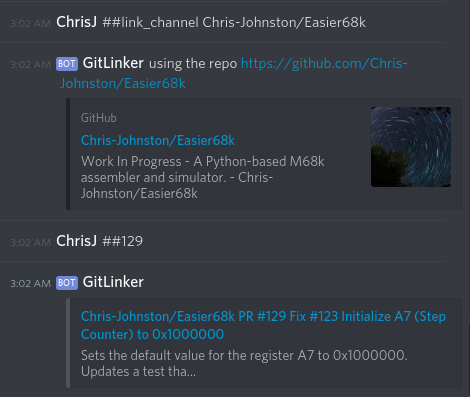 3:02 AM ChrisJ ##link_channel Chris-Johnston/Easier68k
3:02 AM BOT GitLinker using the repo https://github.com/Chris-
Johnston/Easier68k
GitHub
Chris-Johnston/Easier68k
Work In Progress - A Python-based M68k
assembler and simulator. - Chris-
Johnston/Easier68k
3:02 AM ChrisJ ##129
3:02 AM BOT GitLinker
Chris-Johnston/Easier68k PR #129 Fix #123 Initialize A7 (Step
Counter) to 0x1000000
Sets the default value for the register A7 to 0x1000000.
Updates a test tha...